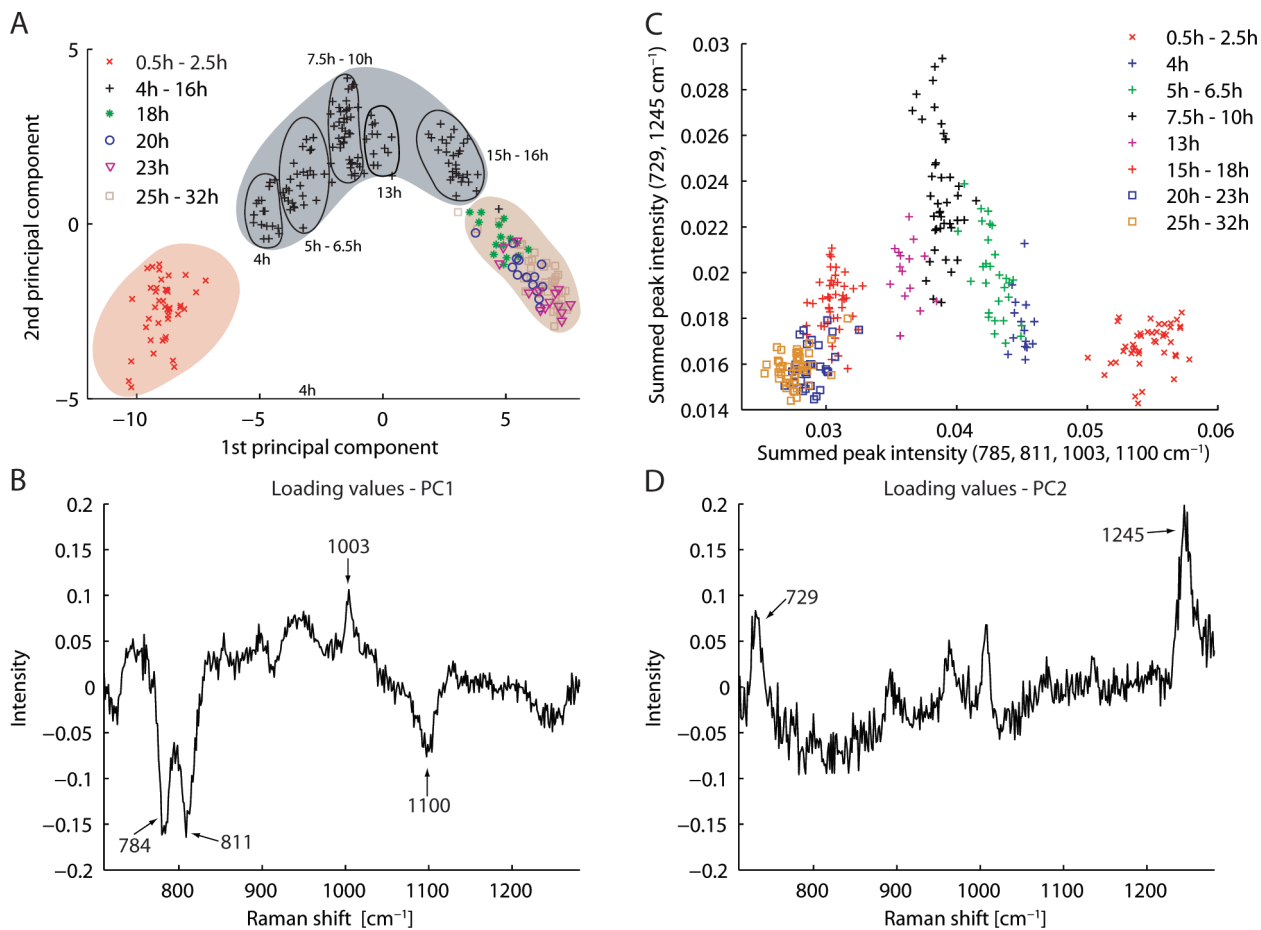 A
5
0
−5
−10
−5
0
5
2nd principal component
1st principal component
0.5h - 2.5h
4h - 16h
18h
20h
23h
25h - 32h
7.5h - 10h
15h - 16h
13h
5h - 6.5h
4h
4h
C
0.03
0.028
0.026
0.024
0.022
0.02
0.018
0.016
0.014
0.03
0.04
0.05
0.06
Summed peak intensity (729, 1245 cm⁻¹)
Summed peak intensity (785, 811, 1003, 1100 cm⁻¹)
0.5h - 2.5h
4h
5h - 6.5h
7.5h - 10h
13h
15h - 18h
20h - 23h
25h - 32h
B
Loading values - PC1
0.2
0.15
0.1
0.05
0
−0.05
−0.1
−0.15
−0.2
Intensity
1003
784
811
1100
800
900
1000
1100
1200
Raman shift [cm⁻¹]
D
Loading values - PC2
0.2
0.15
0.1
0.05
0
−0.05
−0.1
−0.15
−0.2
Intensity
1245
729
800
900
1000
1100
1200
Raman shift [cm⁻¹]